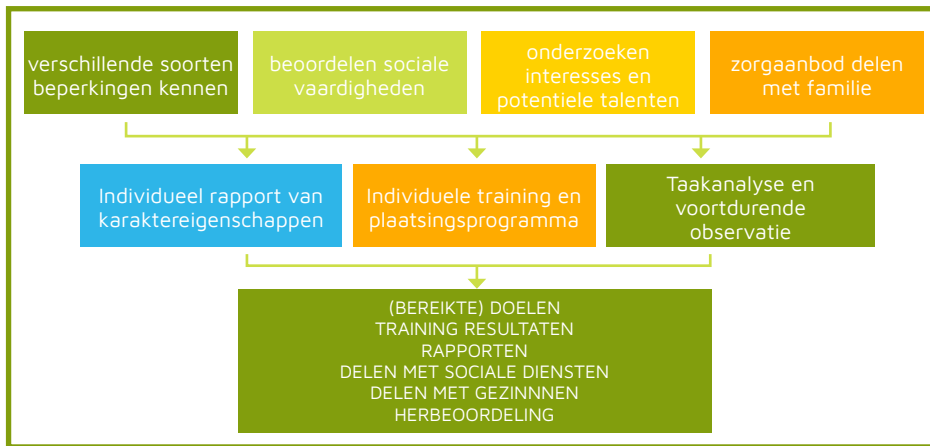 verschillende soorten
beperkingen kennen
beoordelen sociale
vaardigheden
onderzoeken
interesses en
potentiele talenten
zorgaanbod delen
met familie
Individueel rapport van
karaktereigenschappen
Individuele training en
plaatsingsprogramma
Taakanalyse en
voortdurende
observatie
(BEREIKTE) DOELEN
TRAINING RESULTATEN
RAPPORTEN
DELEN MET SOCIALE DIENSTEN
DELEN MET GEZINNNEN
HERBEOORDELING